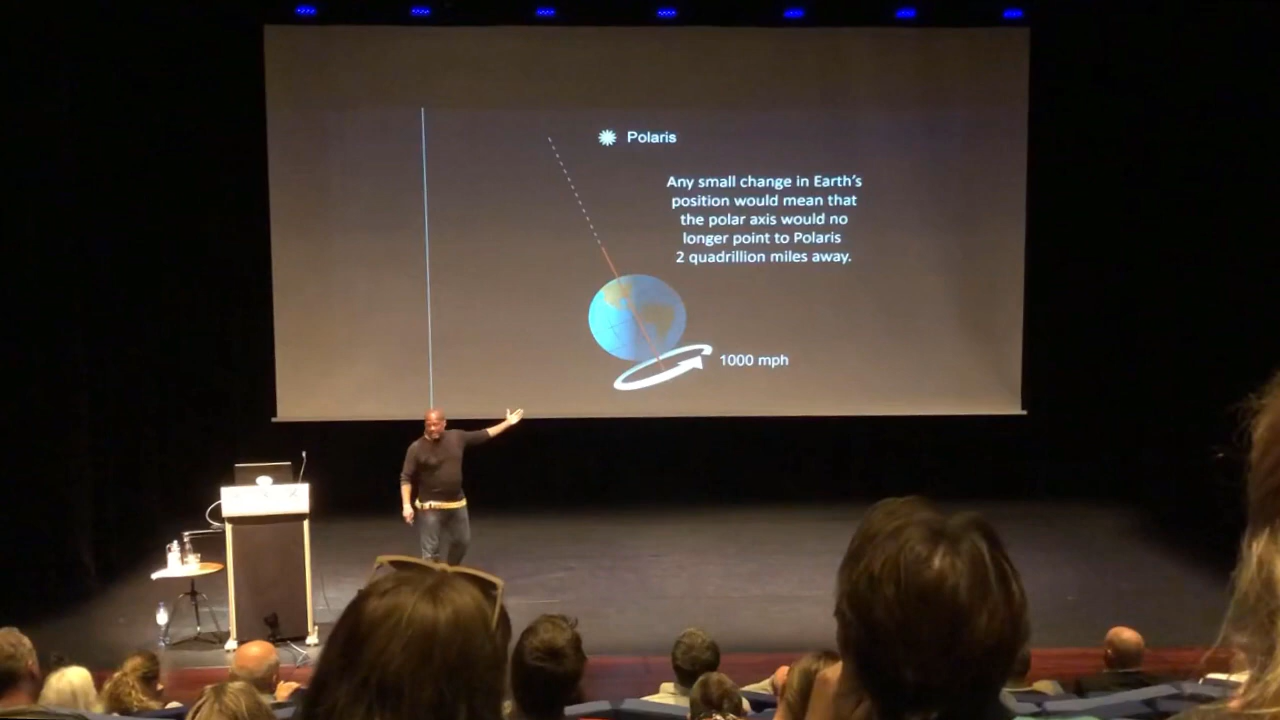 Polaris
Any small change in Earth's
position would mean that
the polar axis would no
longer point to Polaris
2 quadrillion miles away.
1000 mph